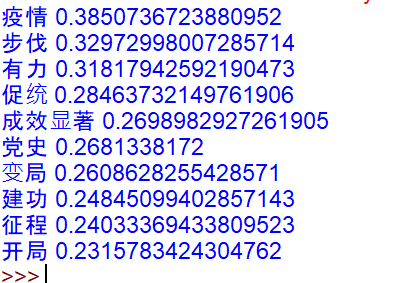 疫情 0.3850736723880952
步伐 0.32972998007285714
有力 0.31817942592190473
促统 0.28463732149761906
成效显著 0.2698982927261905
党史 0.2681338172
变局 0.2608628255428571
建功 0.24845099402857143
征程 0.24033369433809523
开局 0.2315783424304762
>>>